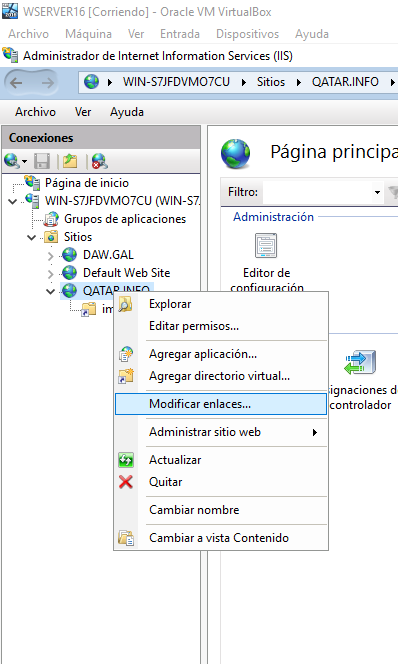 WSERVER16 [Corriendo] - Oracle VM VirtualBox
Archivo Máquina Ver Entrada Dispositivos Ayuda
Administrador de Internet Information Services (IIS)
WIN-S7JFDVMO7CU Sitios QATAR.INFO
Archivo Ver Ayuda
Conexiones
Página de inicio
WIN-S7JFDVMO7CU (WIN-S7
Grupos de aplicaciones
Sitios
DAW.GAL
Default Web Site
QATAR.INFO
im
Explorar
Editar permisos...
Agregar aplicación...
Agregar directorio virtual...
Modificar enlaces...
Administrar sitio web
Actualizar
Quitar
Cambiar nombre
Cambiar a vista Contenido
Página principa
Filtro:
Administración
Editor de
configuración
signaciones de
controlador